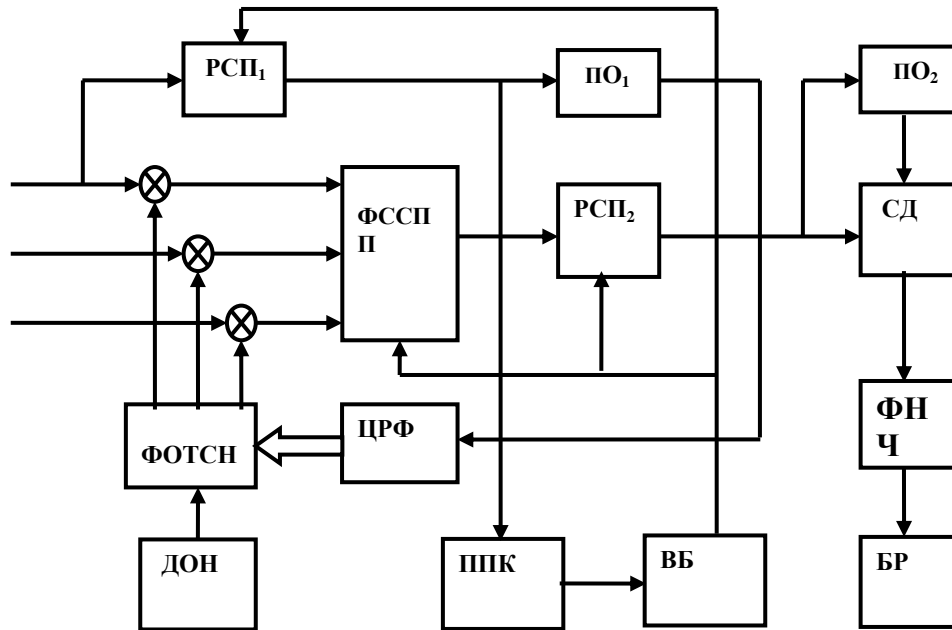 РСП₁
ПО₁
ПО₂
ФССП
П
РСП₂
СД
ФОТСН
ЦРФ
ФН
Ч
ДОН
ППК
ВБ
БР